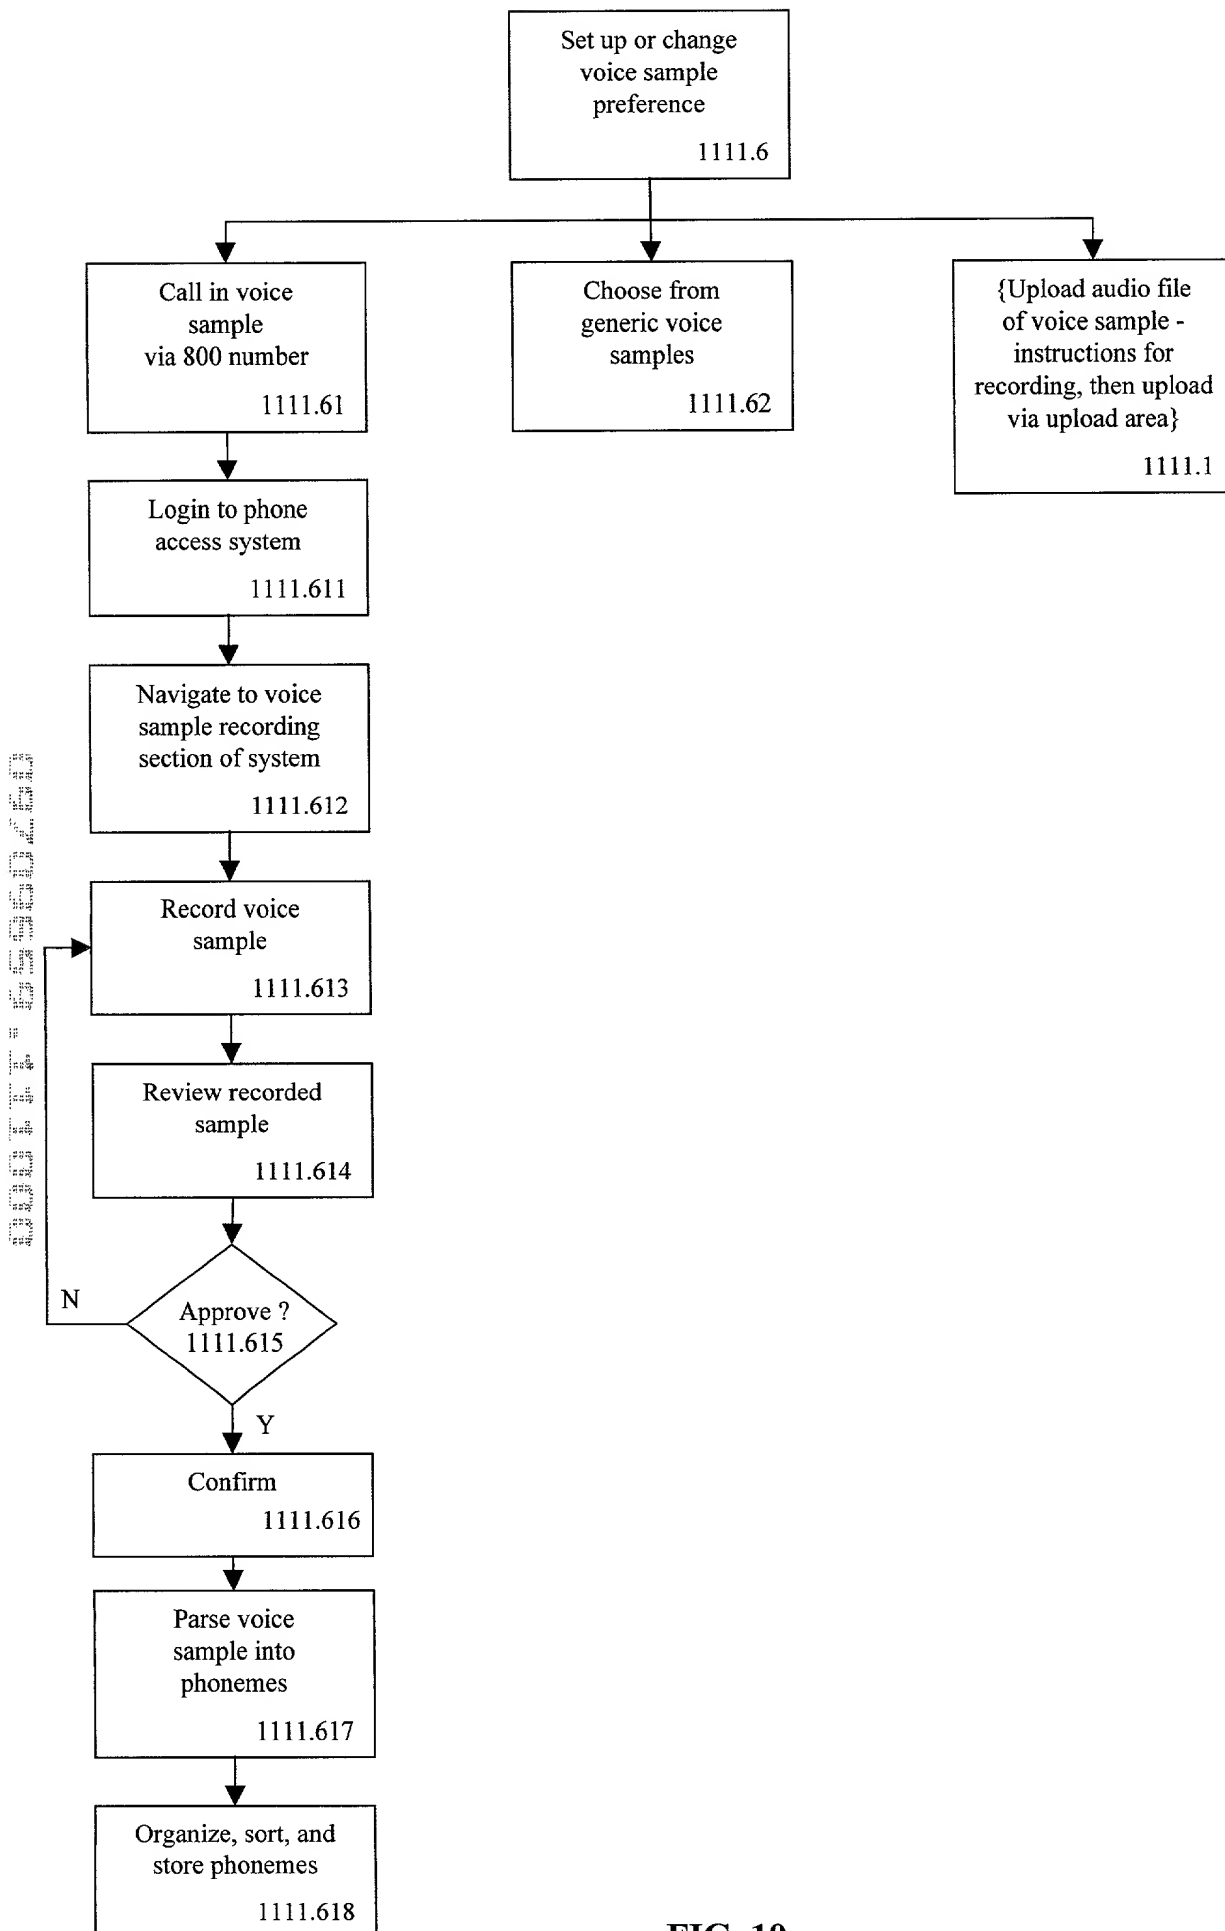 Set up or change
voice sample
preference
1111.6
Call in voice
sample
via 800 number
1111.61
Choose from
generic voice
samples
1111.62
{Upload audio file
of voice sample -
instructions for
recording, then upload
via upload area}
1111.1
Login to phone
access system
1111.611
Navigate to voice
sample recording
section of system
1111.612
Record voice
sample
1111.613
Review recorded
sample
1111.614
Approve ?
1111.615
N
Y
Confirm
1111.616
Parse voice
sample into
phonemes
1111.617
Organize, sort, and
store phonemes
1111.618